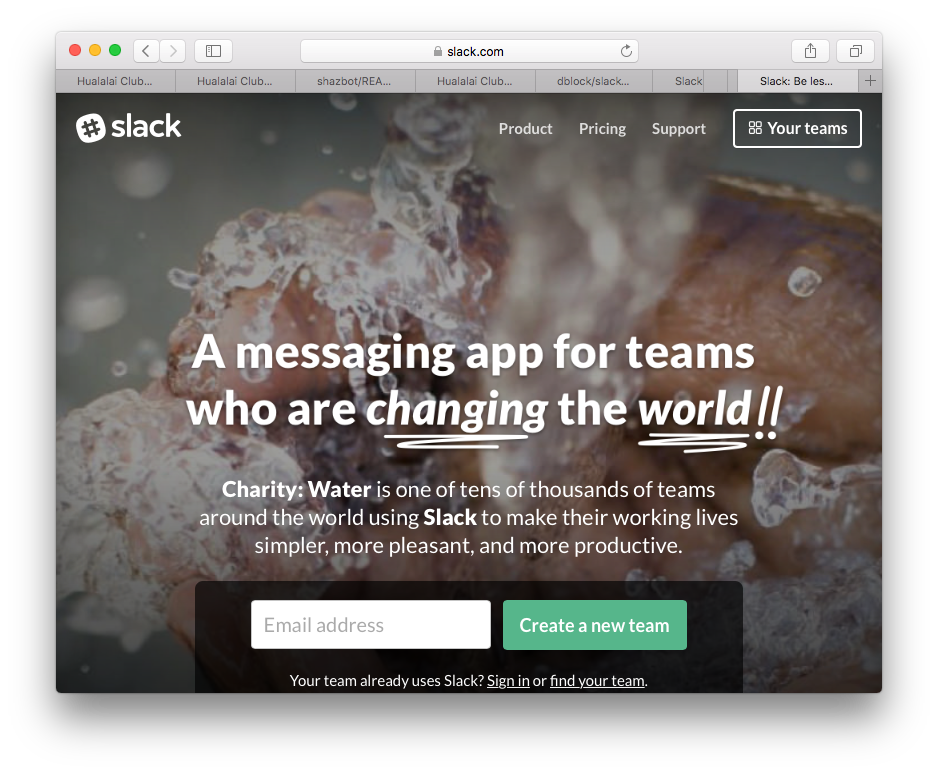 slack.com
Hualalai Club...
Hualalai Club...
shazbot/REA...
Hualalai Club...
dblock/slack...
Slack
Slack: Be les...
slack
Product
Pricing
Support
Your teams
A messaging app for teams
who are changing the world!!
Charity: Water is one of tens of thousands of teams
around the world using Slack to make their working lives
simpler, more pleasant, and more productive.
Email address
Create a new team
Your team already uses Slack? Sign in or find your team.